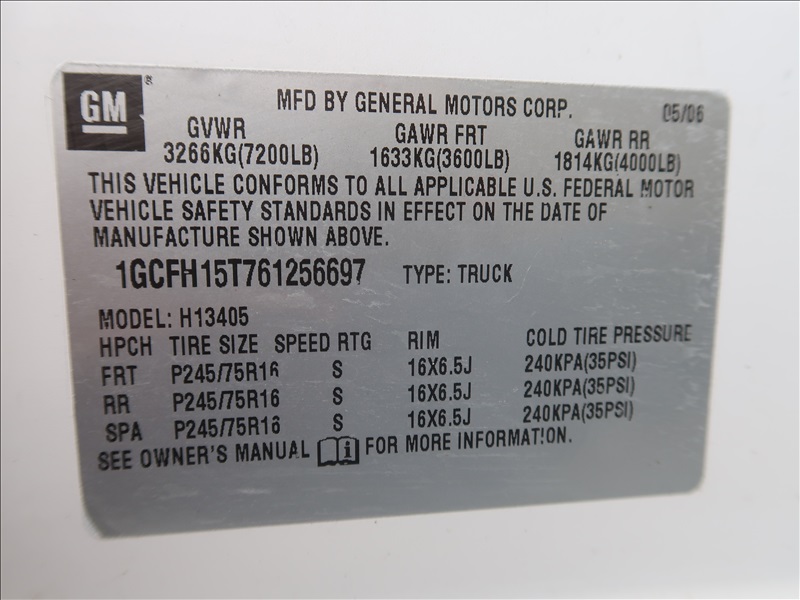 GM ®
MFD BY GENERAL MOTORS CORP. 05/06
GVWR GAWR FRT GAWR RR
3266KG(7200LB) 1633KG(3600LB) 1814KG(4000LB)
THIS VEHICLE CONFORMS TO ALL APPLICABLE U.S. FEDERAL MOTOR
VEHICLE SAFETY STANDARDS IN EFFECT ON THE DATE OF
MANUFACTURE SHOWN ABOVE.
1GCFH15T761256697 TYPE: TRUCK
MODEL: H13405
HPCH TIRE SIZE SPEED RTG RIM COLD TIRE PRESSURE
FRT P245/75R16 S 16X6.5J 240KPA(35PSI)
RR P245/75R16 S 16X6.5J 240KPA(35PSI)
SPA P245/75R16 S 16X6.5J 240KPA(35PSI)
SEE OWNER'S MANUAL i FOR MORE INFORMATION.